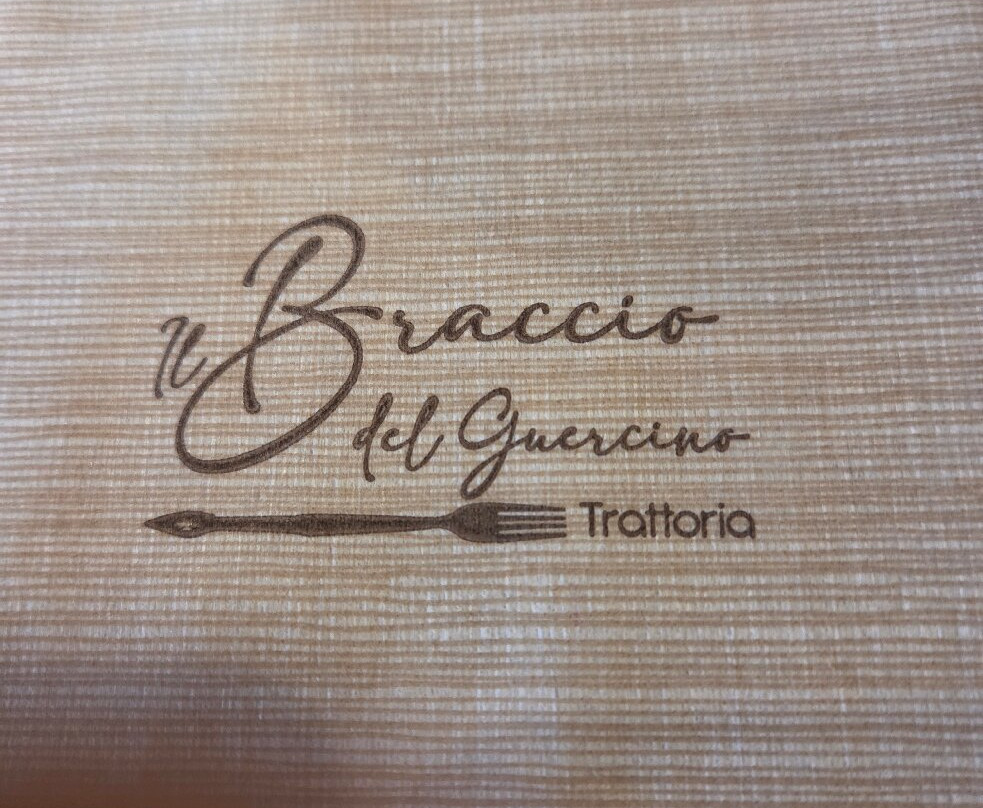 Il Braccio
del Guercino
Trattoria